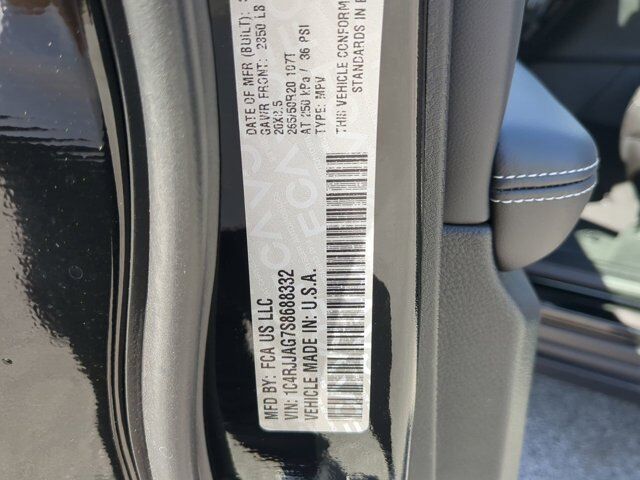 MFD BY: FCA US LLC
DATE OF MFR (BUILT):
GAWR FRONT: 2350 LB
20X8.5
265/50R20 107T
AT 250 kPa / 36 PSI
VIN: 1C4RJJAG7S8688332
TYPE: MPV
VEHICLE MADE IN: U.S.A.
THIS VEHICLE CONFORM
STANDARDS IN E